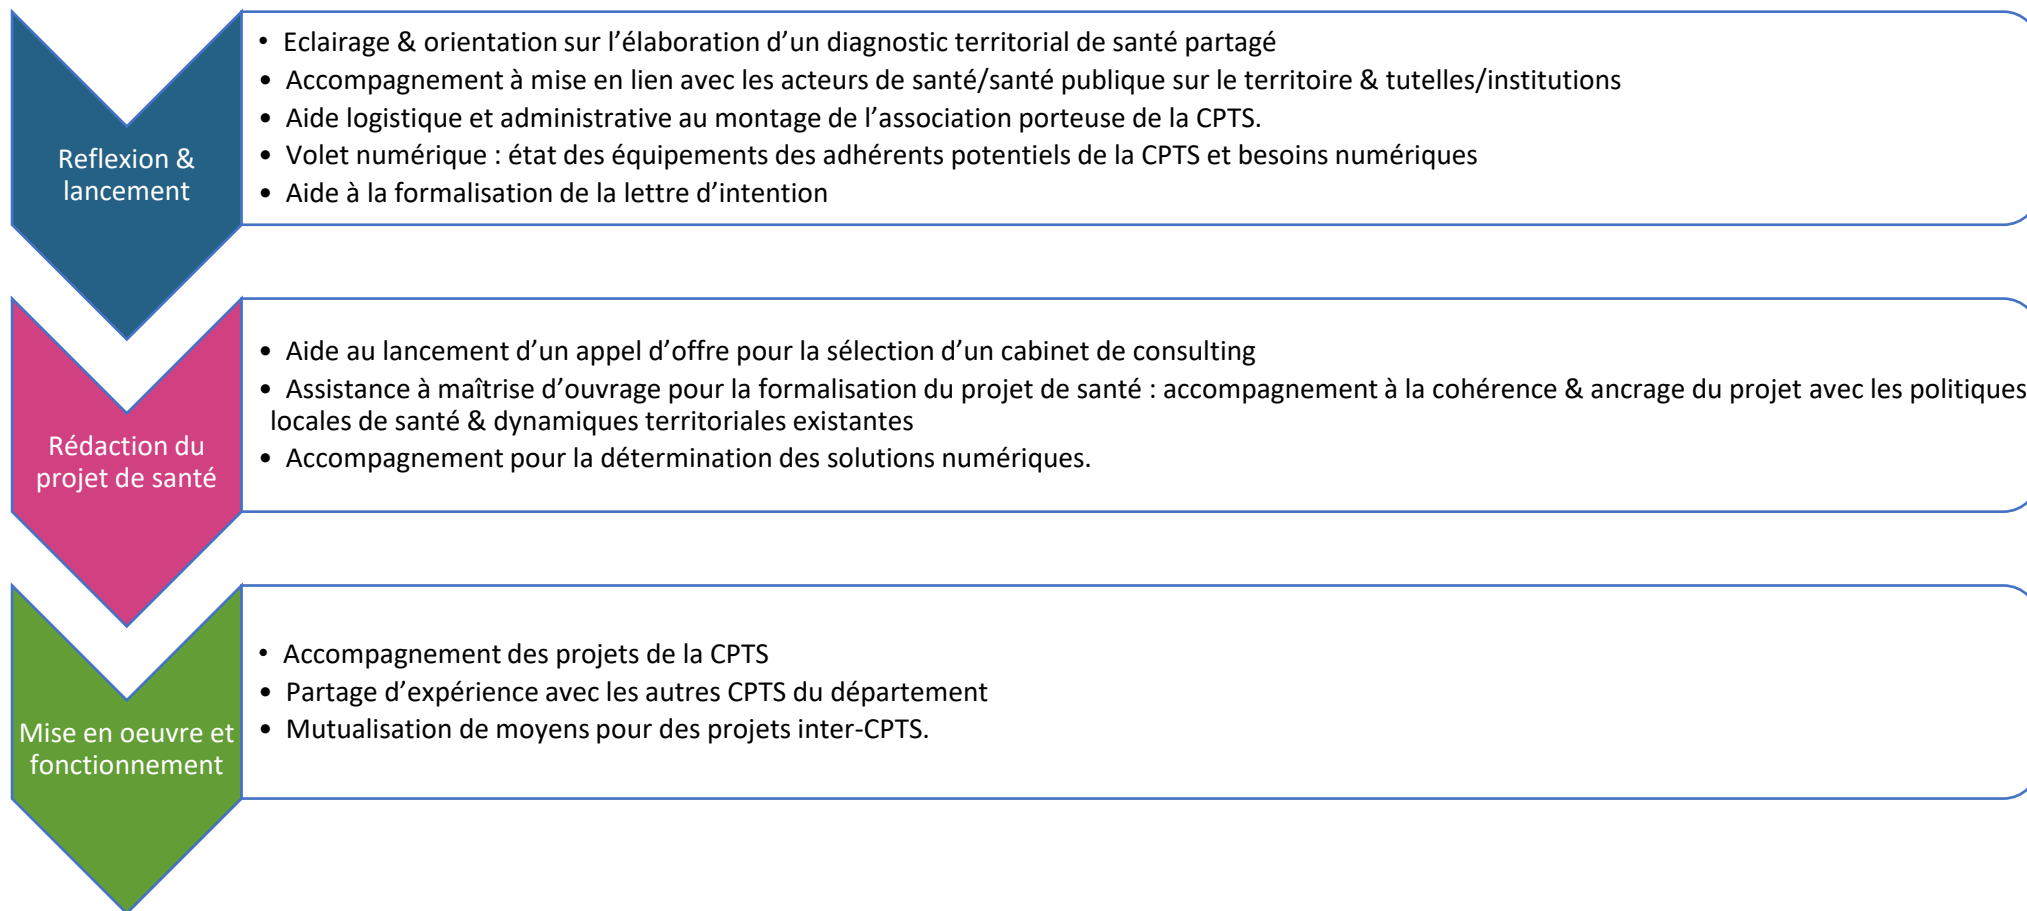 Reflexion &
lancement
• Eclairage & orientation sur l’élaboration d’un diagnostic territorial de santé partagé
• Accompagnement à mise en lien avec les acteurs de santé/santé publique sur le territoire & tutelles/institutions
• Aide logistique et administrative au montage de l’association porteuse de la CPTS.
• Volet numérique : état des équipements des adhérents potentiels de la CPTS et besoins numériques
• Aide à la formalisation de la lettre d’intention
Rédaction du
projet de santé
• Aide au lancement d’un appel d’offre pour la sélection d’un cabinet de consulting
• Assistance à maîtrise d’ouvrage pour la formalisation du projet de santé : accompagnement à la cohérence & ancrage du projet avec les politiques
locales de santé & dynamiques territoriales existantes
• Accompagnement pour la détermination des solutions numériques.
Mise en oeuvre et
fonctionnement
• Accompagnement des projets de la CPTS
• Partage d’expérience avec les autres CPTS du département
• Mutualisation de moyens pour des projets inter-CPTS.